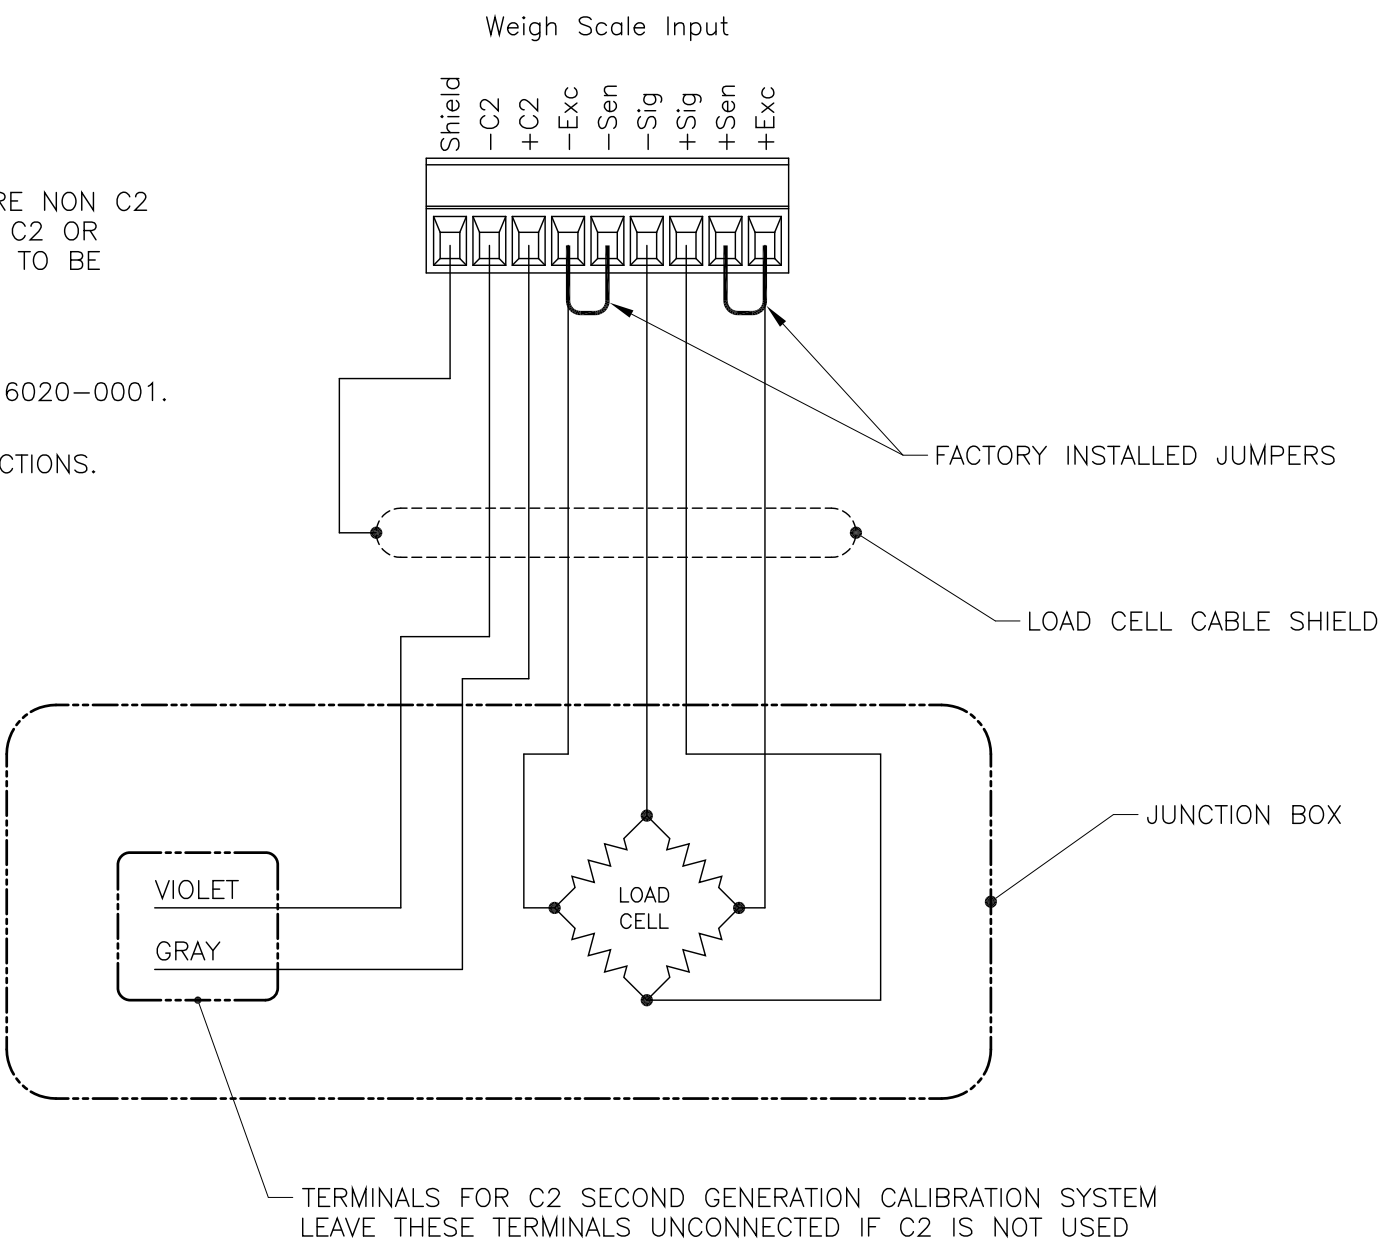 Weigh Scale Input
Shield
-C2
+C2
-Exc
-Sen
-Sig
+Sig
+Sen
+Exc
RE NON C2
C2 OR
TO BE
6020-0001.
CTIONS.
FACTORY INSTALLED JUMPERS
LOAD CELL CABLE SHIELD
JUNCTION BOX
VIOLET
GRAY
LOAD
CELL
TERMINALS FOR C2 SECOND GENERATION CALIBRATION SYSTEM
LEAVE THESE TERMINALS UNCONNECTED IF C2 IS NOT USED